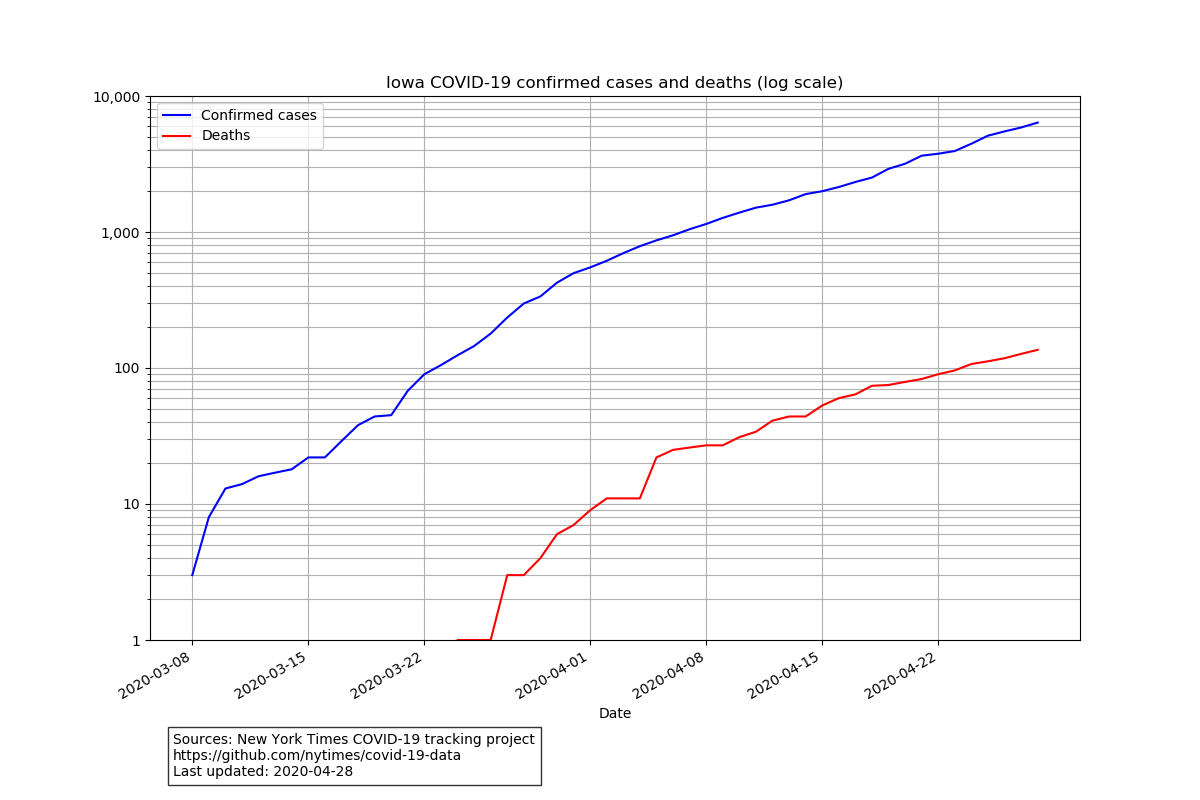 Iowa COVID-19 confirmed cases and deaths (log scale)
10,000
Confirmed cases
Deaths
1,000
100
10
1
2020-03-08
2020-03-15
2020-03-22
2020-04-01
2020-04-08
2020-04-15
2020-04-22
Date
Sources: New York Times COVID-19 tracking project
https://github.com/nytimes/covid-19-data
Last updated: 2020-04-28